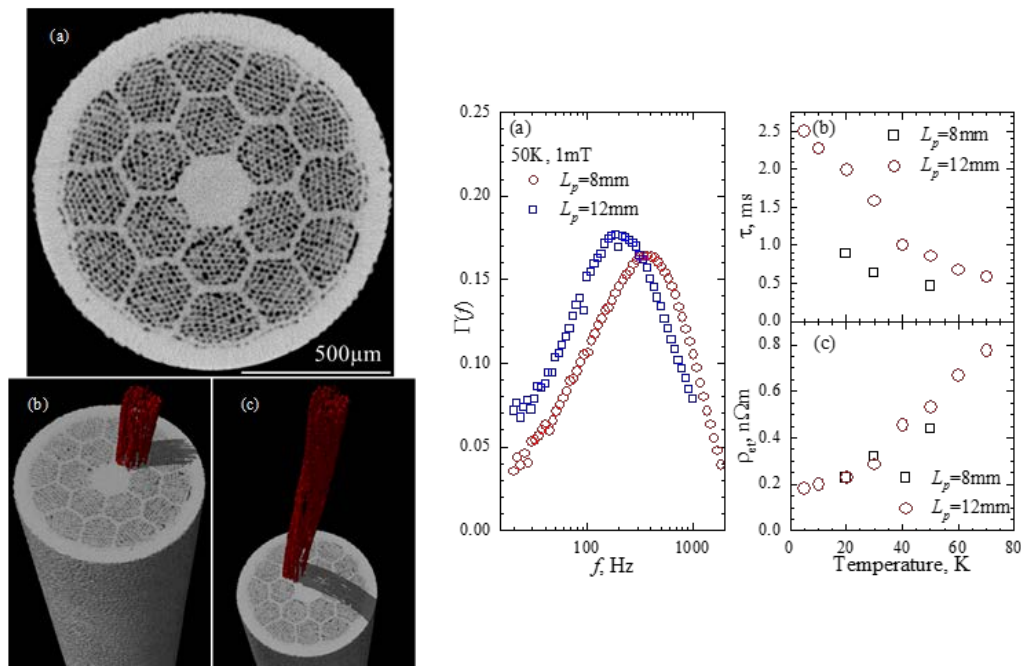 (a)
500µm
(b)
(c)
0.25
0.20
0.15
0.10
0.05
0.00
Γ(f)
(a)
50K, 1mT
Lp=8mm
Lp=12mm
100
1000
f, Hz
2.5
2.0
1.5
1.0
0.5
0.0
τ, ms
(b)
Lp=8mm
Lp=12mm
0.8
0.6
0.4
0.2
0.0
ρet, nΩm
(c)
Lp=8mm
Lp=12mm
0
20
40
60
80
Temperature, K